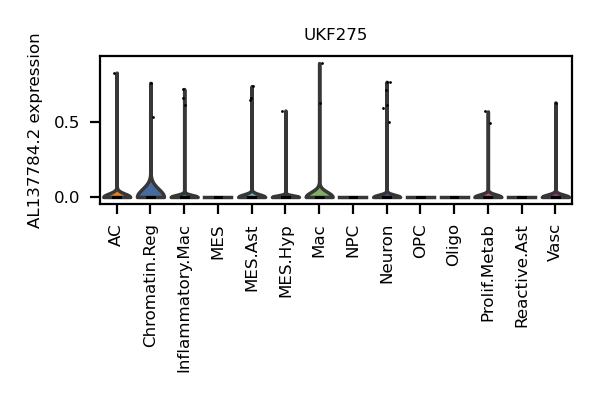 UKF275
AL137784.2 expression
0.5
0.0
AC
Chromatin.Reg
Inflammatory.Mac
MES
MES.Ast
MES.Hyp
Mac
NPC
Neuron
OPC
Oligo
Prolif.Metab
Reactive.Ast
Vasc